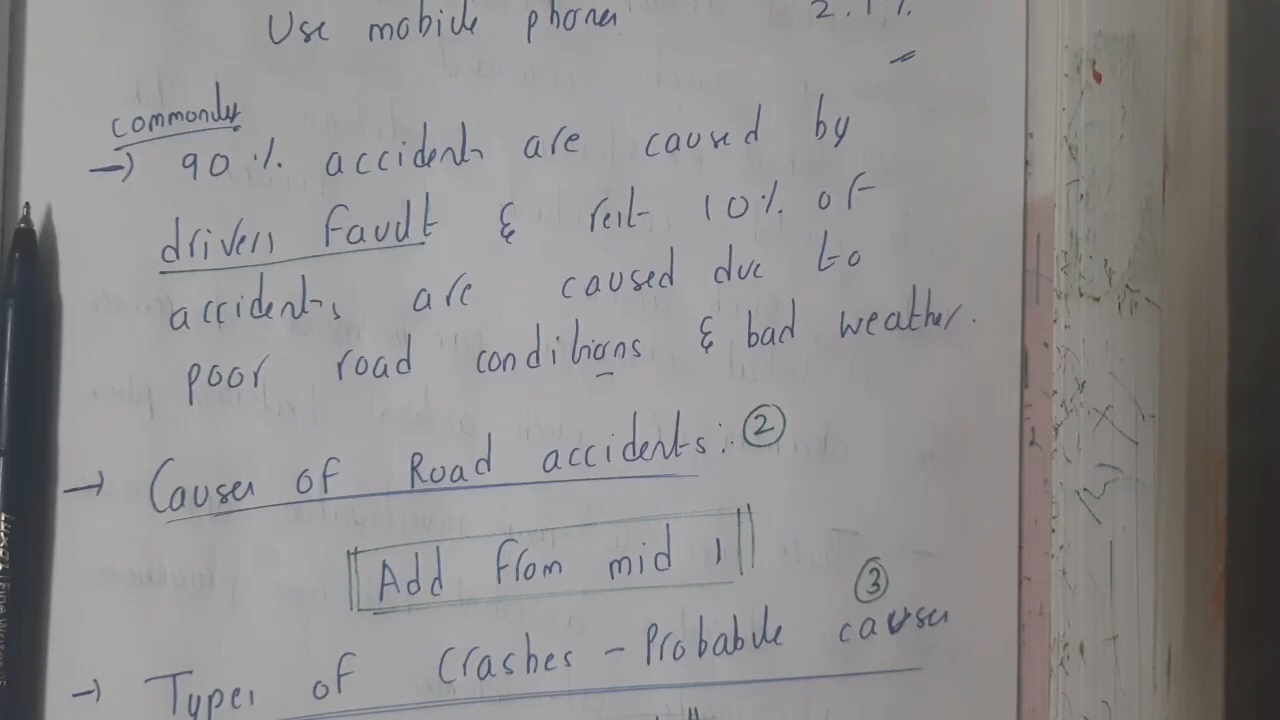 Use mobile phones 2.1%
commonly
→ 90% accidents are caused by
drivers fault & rest 10% of
accidents are caused due to
poor road conditions & bad weather.
→ Causes of Road accidents: ②
Add from mid 1
③
→ Types of Crashes - Probable causes